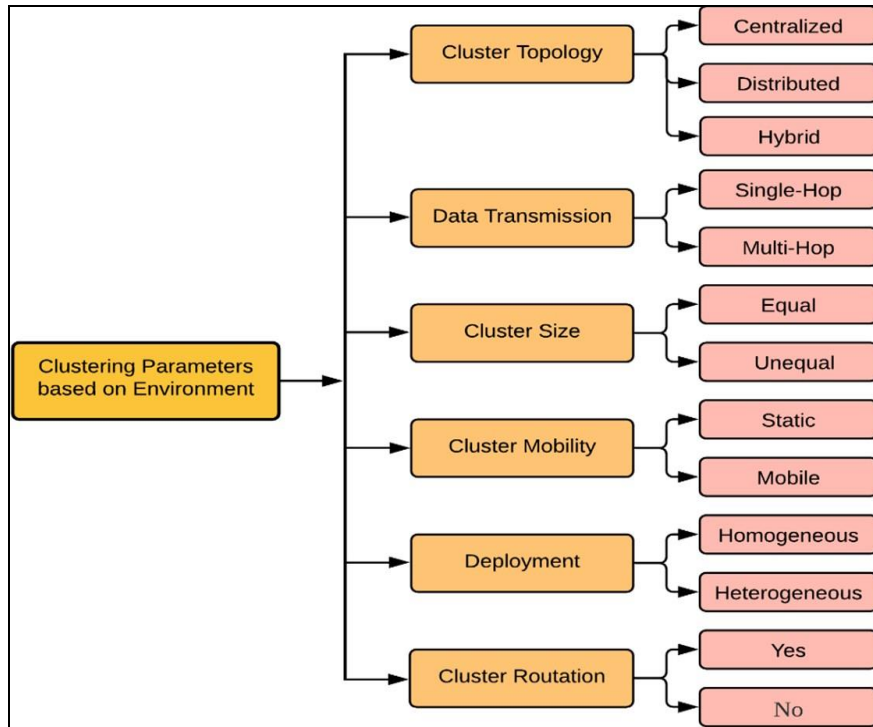 Centralized
Cluster Topology
Distributed
Hybrid
Single-Hop
Data Transmission
Multi-Hop
Equal
Cluster Size
Unequal
Clustering Parameters
based on Environment
Static
Cluster Mobility
Mobile
Homogeneous
Deployment
Heterogeneous
Yes
Cluster Routation
No